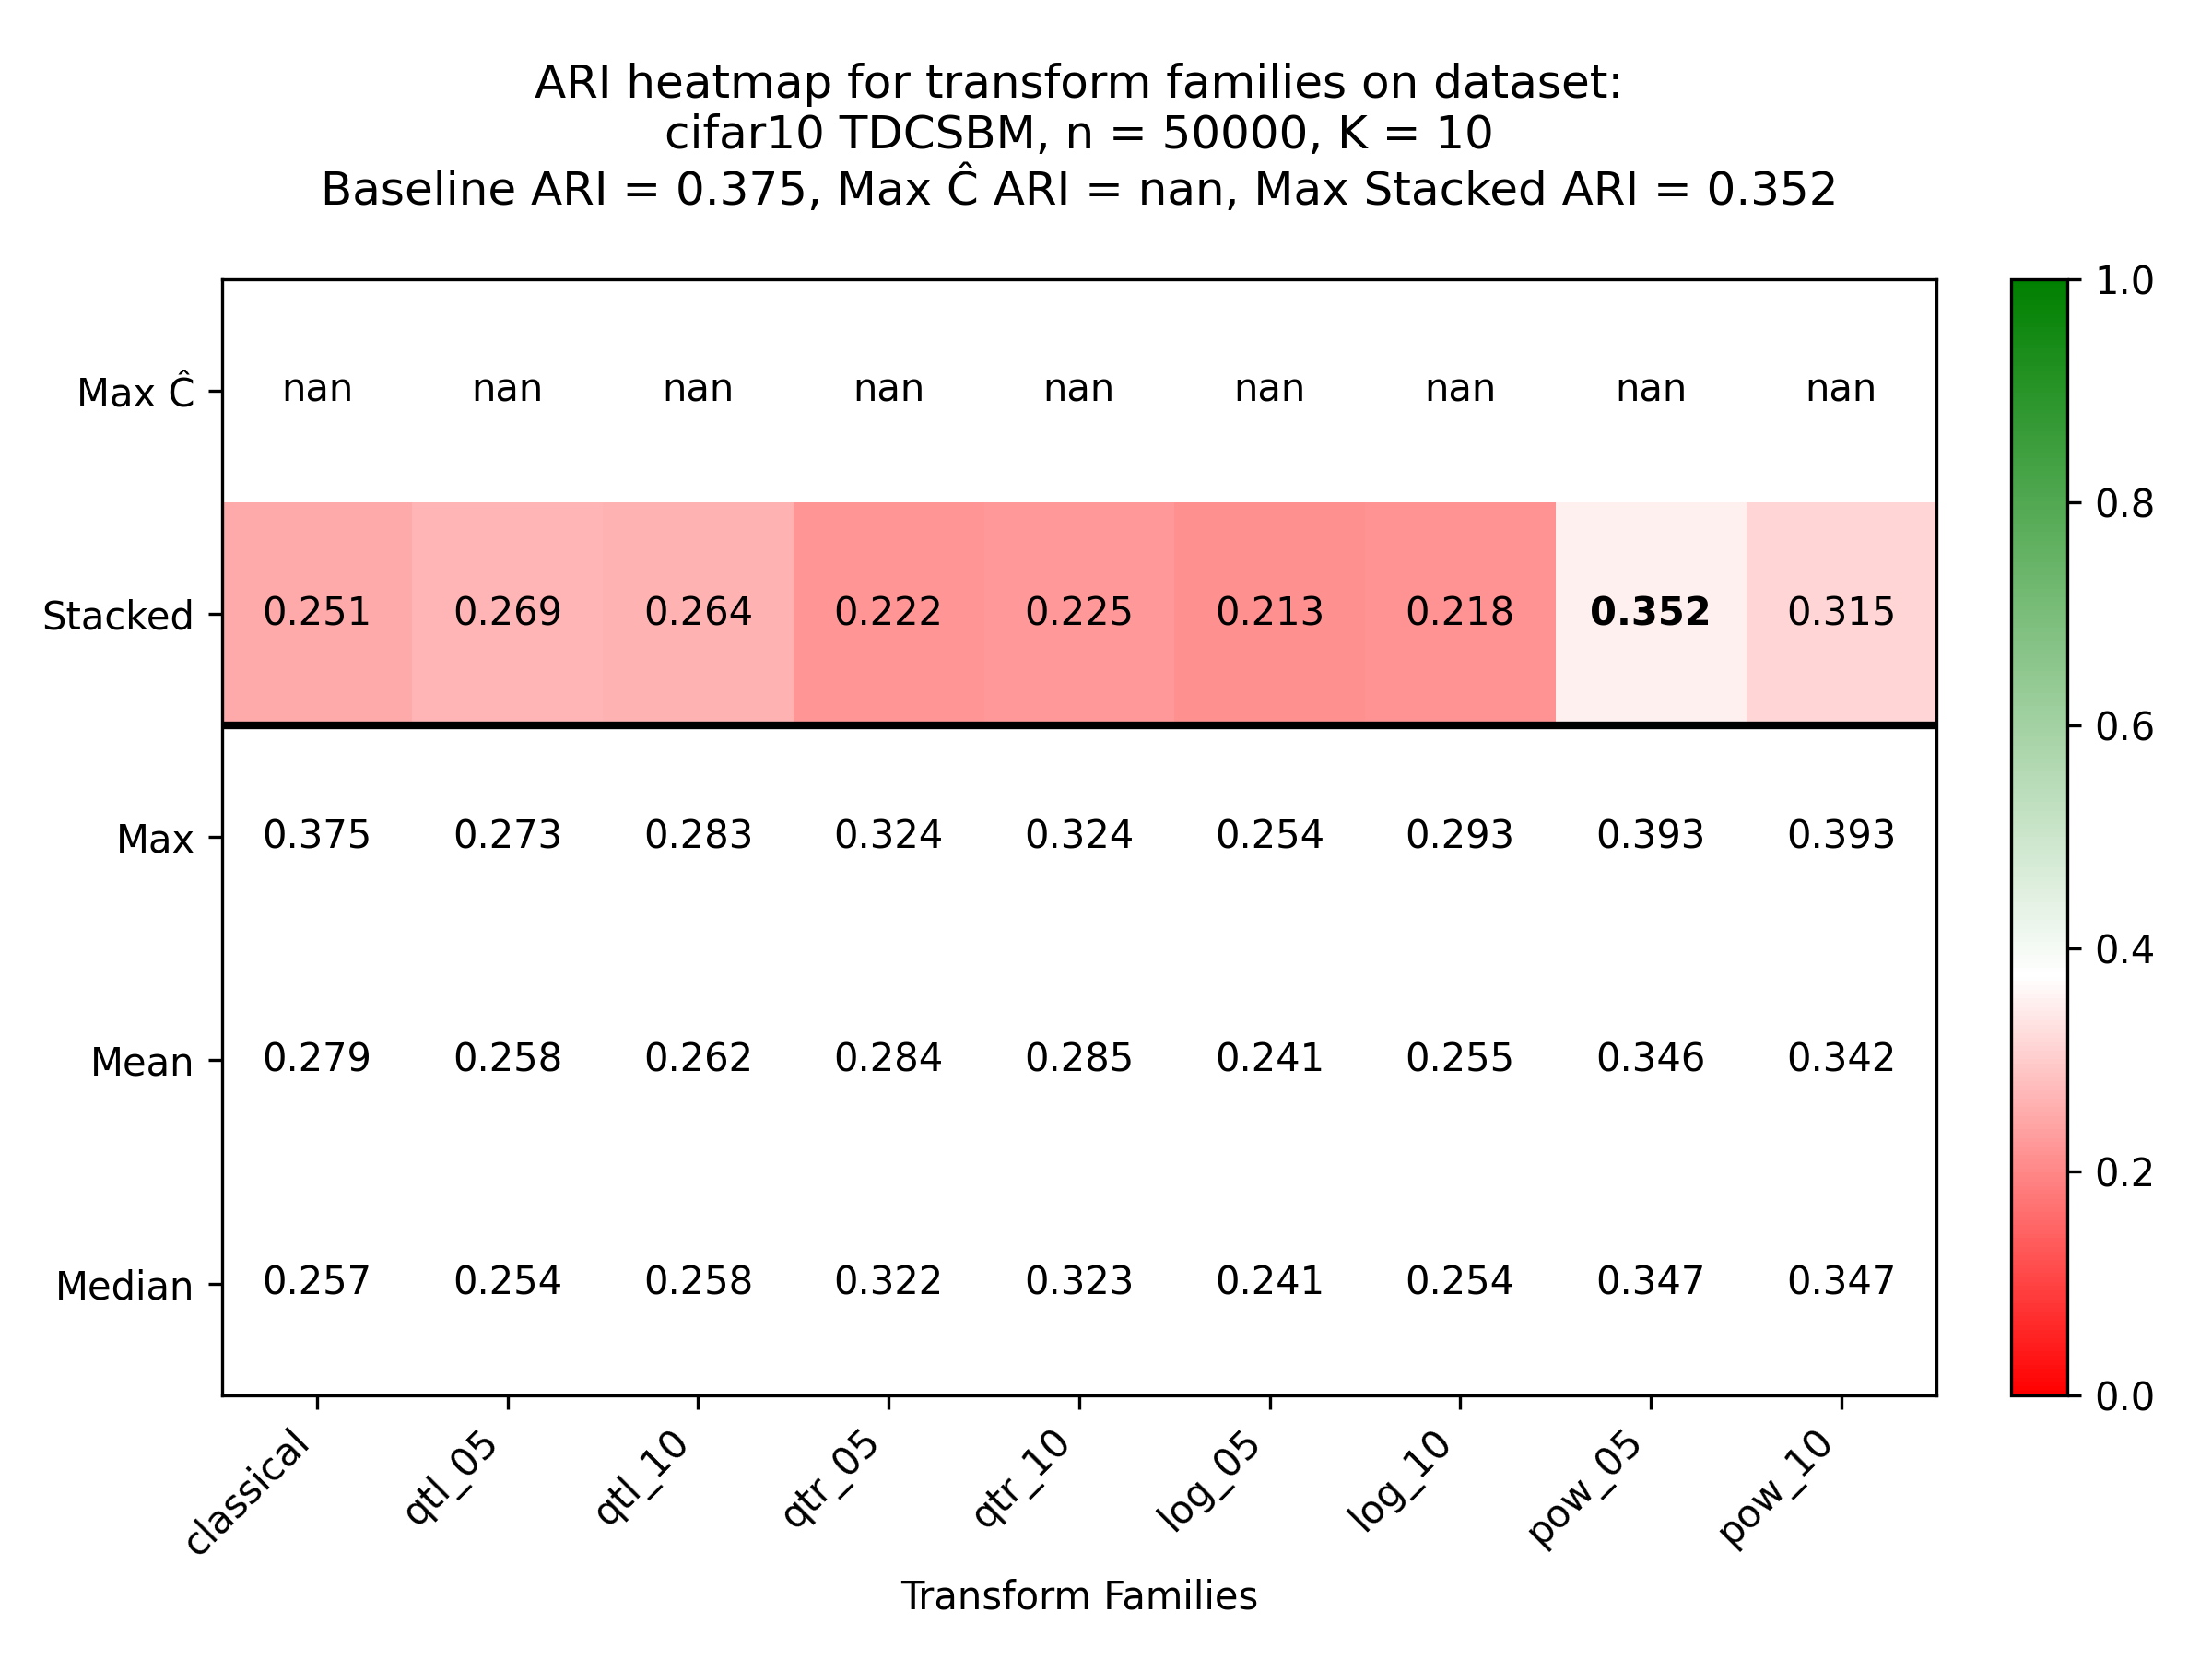 ARI heatmap for transform families on dataset:
cifar10 TDCSBM, n = 50000, K = 10
Baseline ARI = 0.375, Max Ĉ ARI = nan, Max Stacked ARI = 0.352
Max Ĉ nan nan nan nan nan nan nan nan nan
Stacked 0.251 0.269 0.264 0.222 0.225 0.213 0.218 0.352 0.315
Max 0.375 0.273 0.283 0.324 0.324 0.254 0.293 0.393 0.393
Mean 0.279 0.258 0.262 0.284 0.285 0.241 0.255 0.346 0.342
Median 0.257 0.254 0.258 0.322 0.323 0.241 0.254 0.347 0.347
classical qtl_05 qtl_10 qtr_05 qtr_10 log_05 log_10 pow_05 pow_10
Transform Families
1.0
0.8
0.6
0.4
0.2
0.0